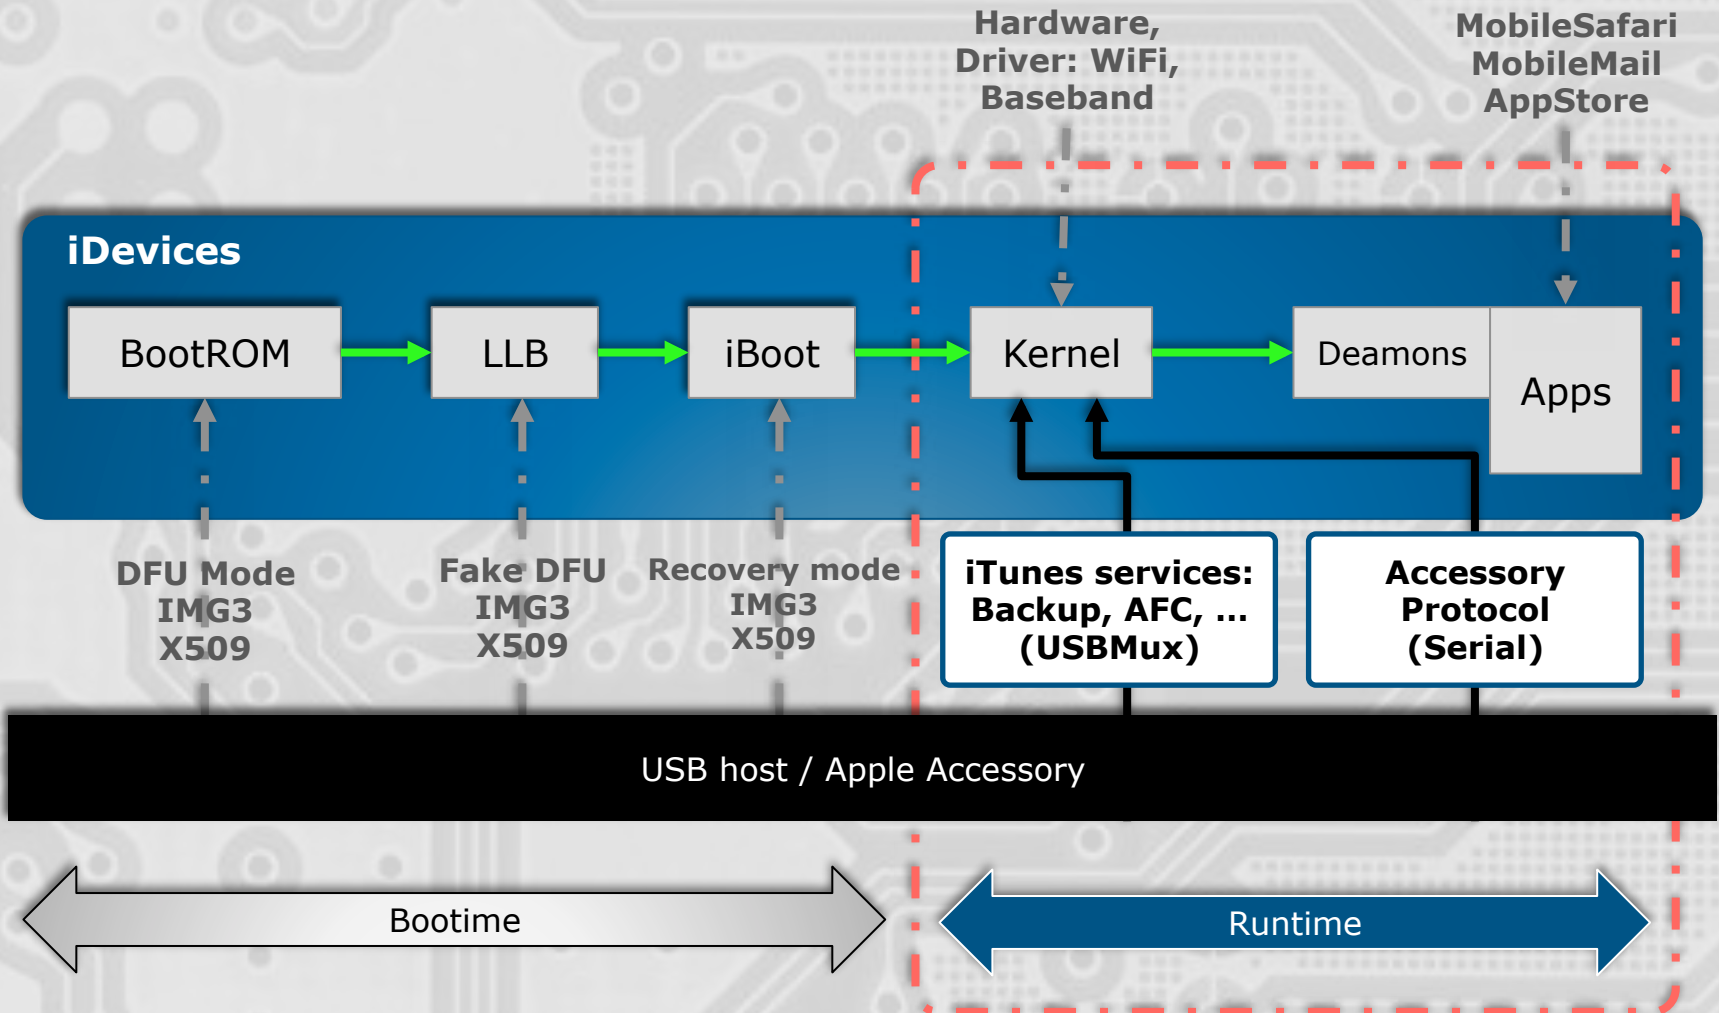 Hardware,
Driver: WiFi,
Baseband
MobileSafari
MobileMail
AppStore
iDevices
BootROM
LLB
iBoot
Kernel
Deamons
Apps
DFU Mode
IMG3
X509
Fake DFU
IMG3
X509
Recovery mode
IMG3
X509
iTunes services:
Backup, AFC, ...
(USBMux)
Accessory
Protocol
(Serial)
USB host / Apple Accessory
Bootime
Runtime